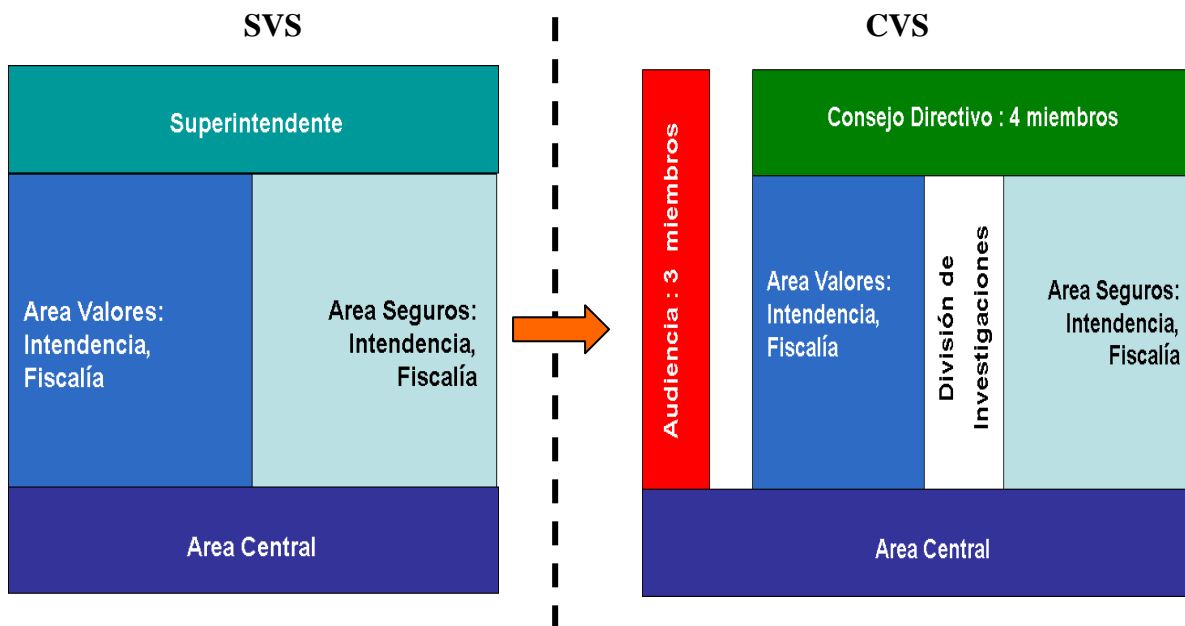 SVS
Superintendente
Area Valores:
Intendencia,
Fiscalía
Area Seguros:
Intendencia,
Fiscalía
Area Central
CVS
Audiencia : 3 miembros
Consejo Directivo : 4 miembros
Area Valores:
Intendencia,
Fiscalía
División de
Investigaciones
Area Seguros:
Intendencia,
Fiscalía
Area Central